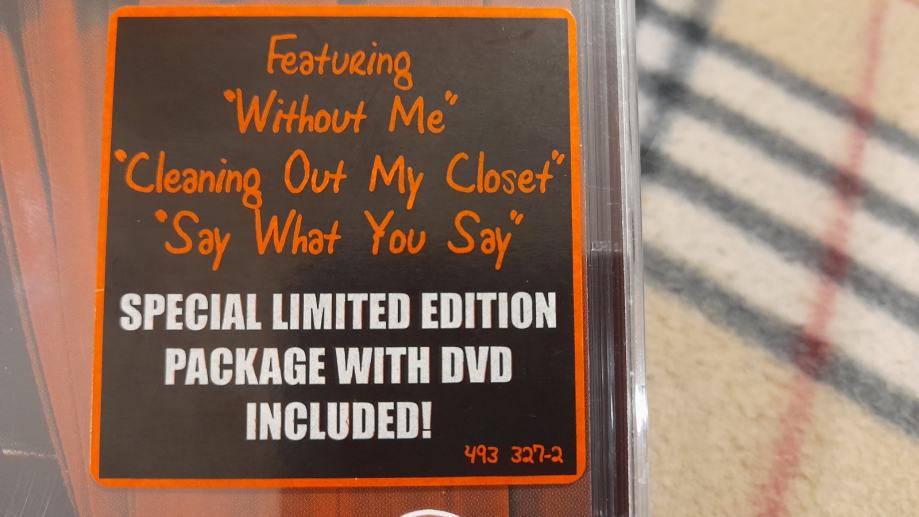 Featuring
"Without Me"
"Cleaning Out My Closet"
"Say What You Say"
SPECIAL LIMITED EDITION
PACKAGE WITH DVD
INCLUDED!
493 327-2